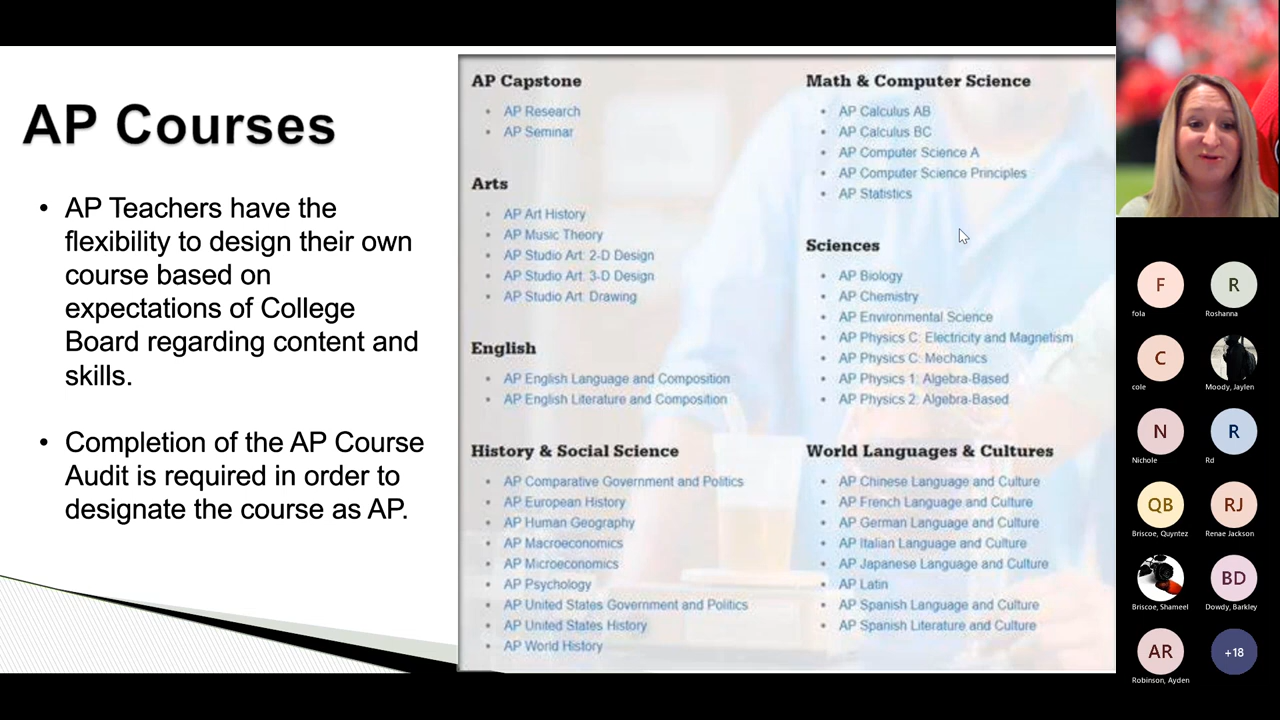 AP Courses
• AP Teachers have the
flexibility to design their own
course based on
expectations of College
Board regarding content and
skills.
• Completion of the AP Course
Audit is required in order to
designate the course as AP.
AP Capstone
• AP Research
• AP Seminar
Arts
• AP Art History
• AP Music Theory
• AP Studio Art: 2-D Design
• AP Studio Art: 3-D Design
• AP Studio Art: Drawing
English
• AP English Language and Composition
• AP English Literature and Composition
History & Social Science
• AP Comparative Government and Politics
• AP European History
• AP Human Geography
• AP Macroeconomics
• AP Microeconomics
• AP Psychology
• AP United States Government and Politics
• AP United States History
• AP World History
Math & Computer Science
• AP Calculus AB
• AP Calculus BC
• AP Computer Science A
• AP Computer Science Principles
• AP Statistics
Sciences
• AP Biology
• AP Chemistry
• AP Environmental Science
• AP Physics C: Electricity and Magnetism
• AP Physics C: Mechanics
• AP Physics 1: Algebra-Based
• AP Physics 2: Algebra-Based
World Languages & Cultures
• AP Chinese Language and Culture
• AP French Language and Culture
• AP German Language and Culture
• AP Italian Language and Culture
• AP Japanese Language and Culture
• AP Latin
• AP Spanish Language and Culture
• AP Spanish Literature and Culture
F
fola
R
Roshanna
C
cole
Moody, Jaylen
N
Nichole
R
Rd
QB
Briscoe, Quyntez
RJ
Renae Jackson
Briscoe, Shameel
BD
Dowdy, Barkley
AR
Robinson, Ayden
+18